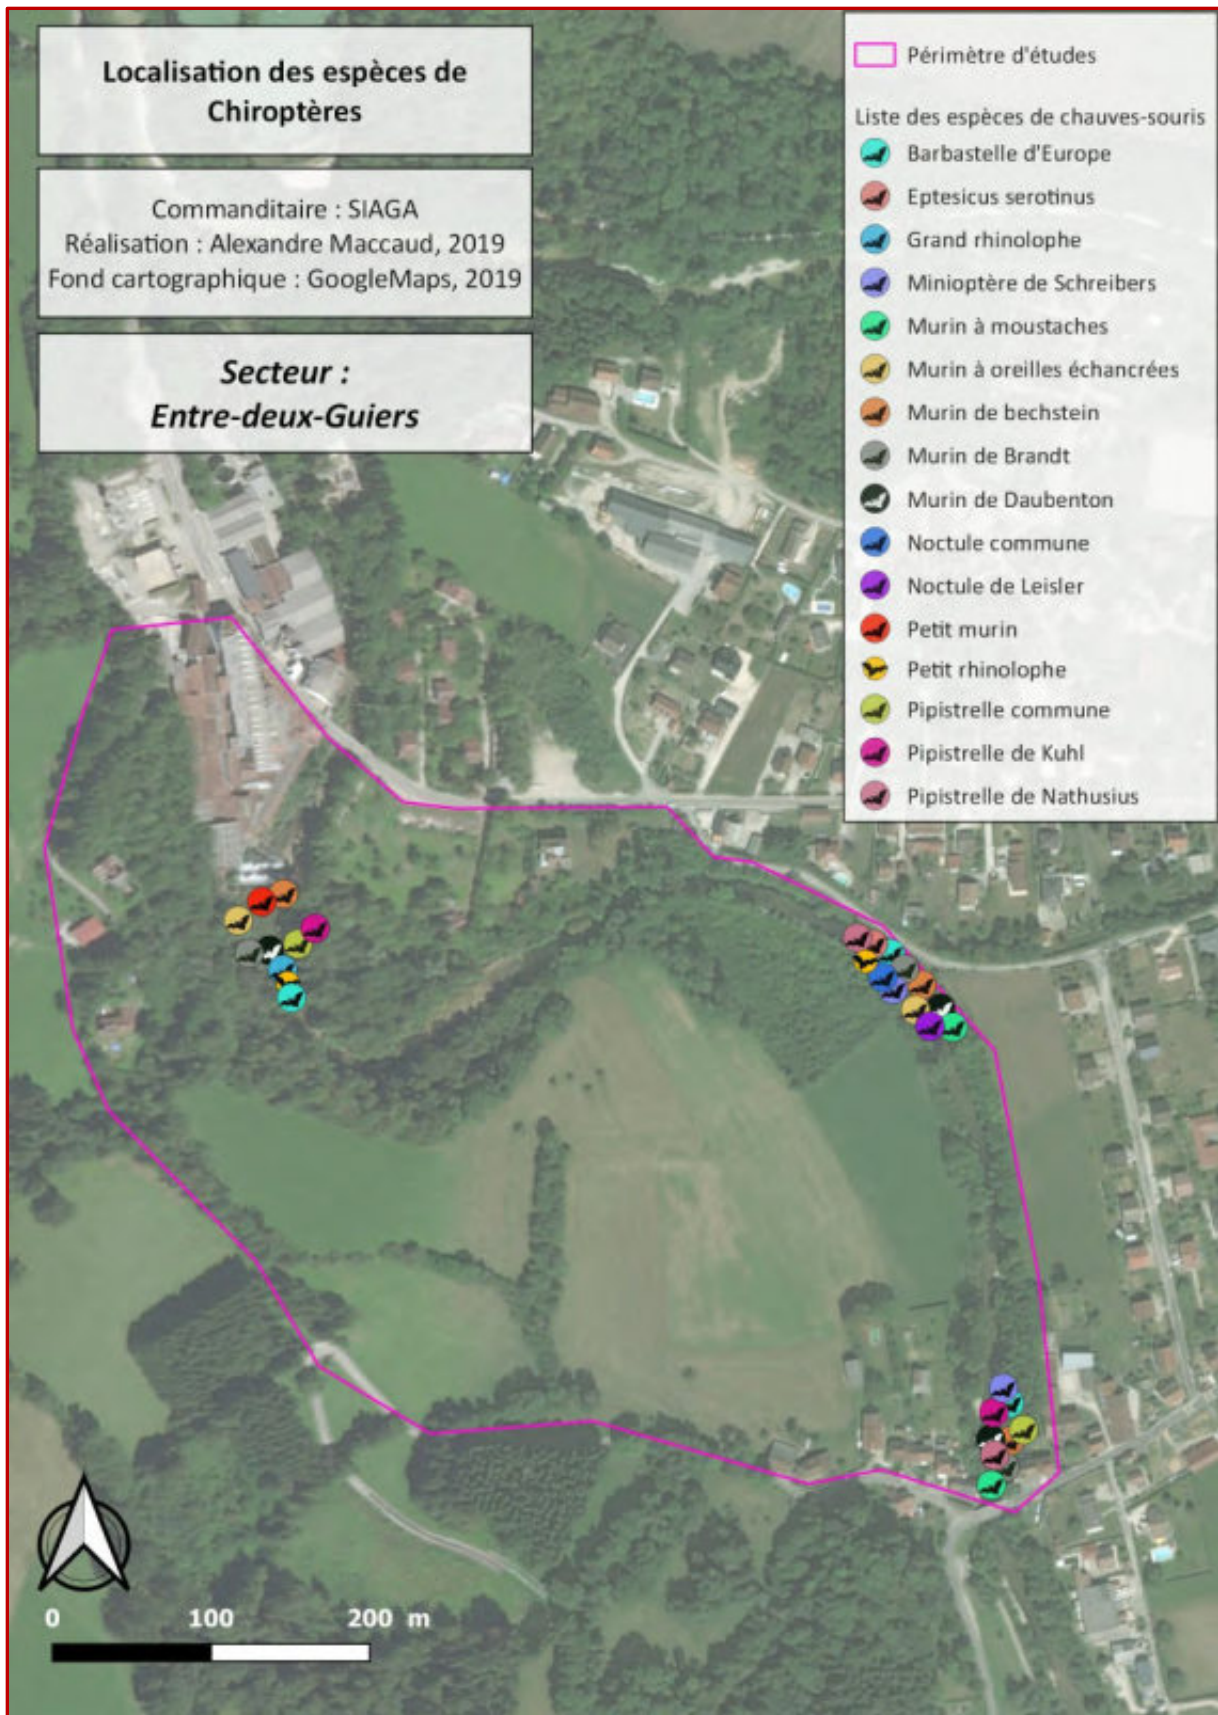 Localisation des espèces de
Chiroptères
Commanditaire : SIAGA
Réalisation : Alexandre Maccaud, 2019
Fond cartographique : GoogleMaps, 2019
Secteur :
Entre-deux-Guiers
Périmètre d'études
Liste des espèces de chauves-souris
Barbastelle d'Europe
Eptesicus serotinus
Grand rhinolophe
Minioptère de Schreibers
Murin à moustaches
Murin à oreilles échancrées
Murin de bechstein
Murin de Brandt
Murin de Daubenton
Noctule commune
Noctule de Leisler
Petit murin
Petit rhinolophe
Pipistrelle commune
Pipistrelle de Kuhl
Pipistrelle de Nathusius
0 100 200 m